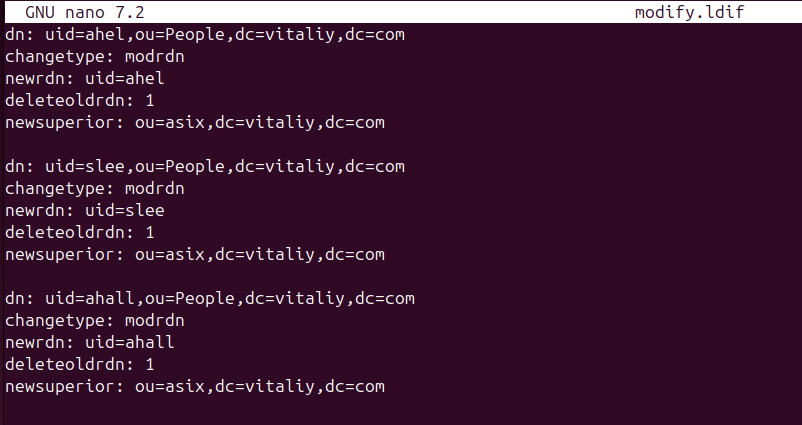 GNU nano 7.2 modify.ldif
dn: uid=ahel,ou=People,dc=vitaliy,dc=com
changetype: modrdn
newrdn: uid=ahel
deleteoldrdn: 1
newsuperior: ou=asix,dc=vitaliy,dc=com

dn: uid=slee,ou=People,dc=vitaliy,dc=com
changetype: modrdn
newrdn: uid=slee
deleteoldrdn: 1
newsuperior: ou=asix,dc=vitaliy,dc=com

dn: uid=ahall,ou=People,dc=vitaliy,dc=com
changetype: modrdn
newrdn: uid=ahall
deleteoldrdn: 1
newsuperior: ou=asix,dc=vitaliy,dc=com